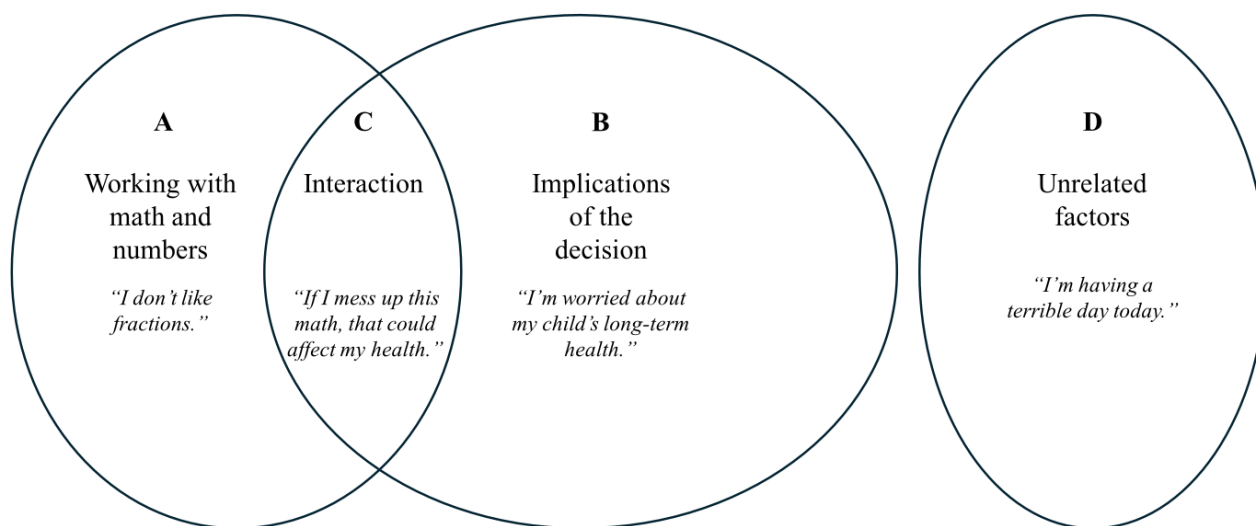 A
Working with
math and
numbers
“I don’t like
fractions.”
C
Interaction
“If I mess up this
math, that could
affect my health.”
B
Implications
of the
decision
“I’m worried about
my child’s long-term
health.”
D
Unrelated
factors
“I’m having a
terrible day today.”